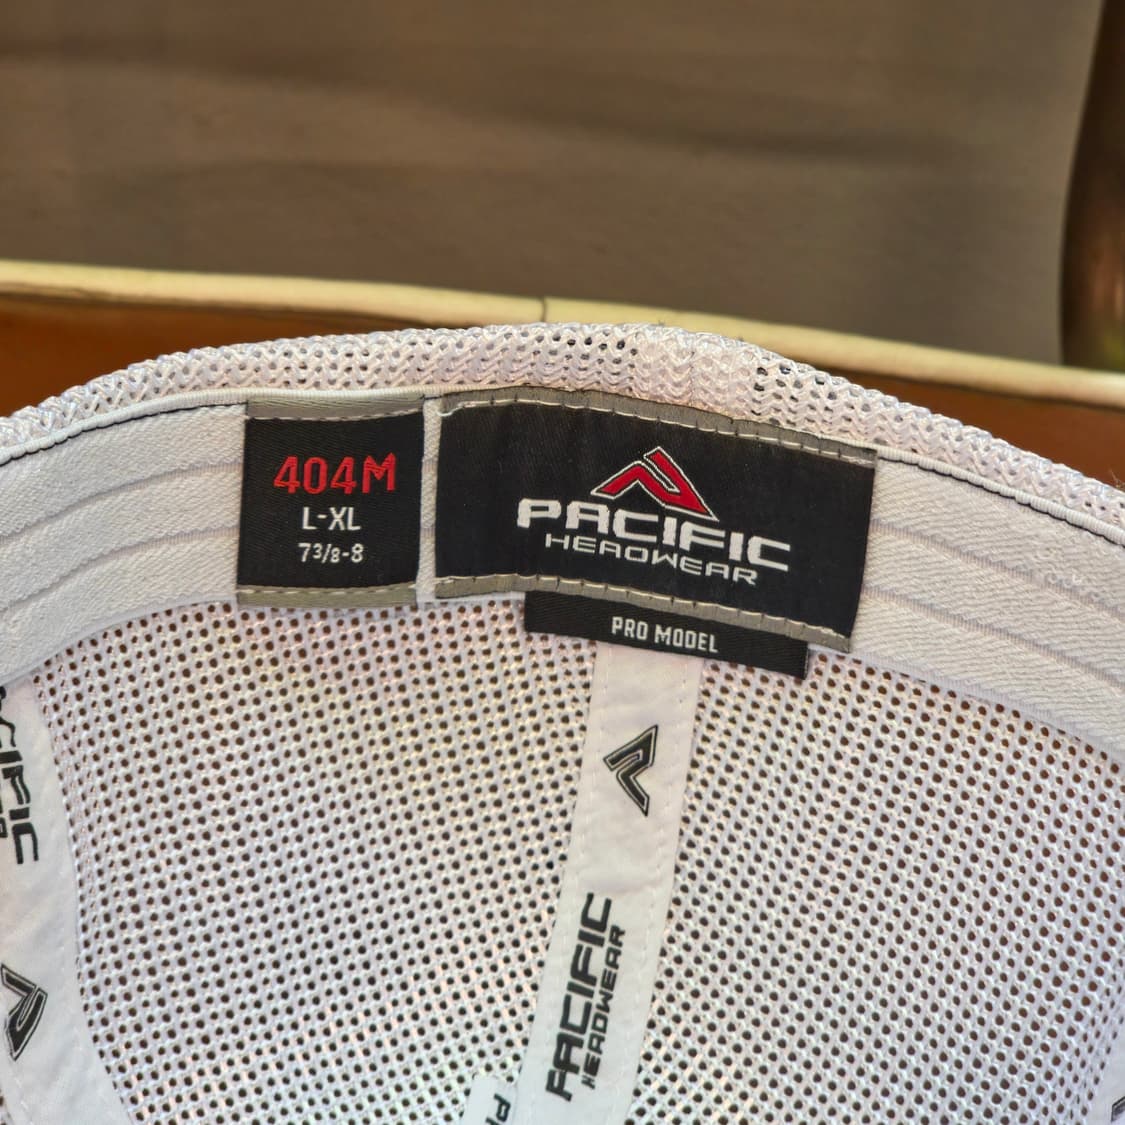 404M
L-XL
7 3/8-8
PACIFIC
HEADWEAR
PRO MODEL
PACIFIC
HEADWEAR